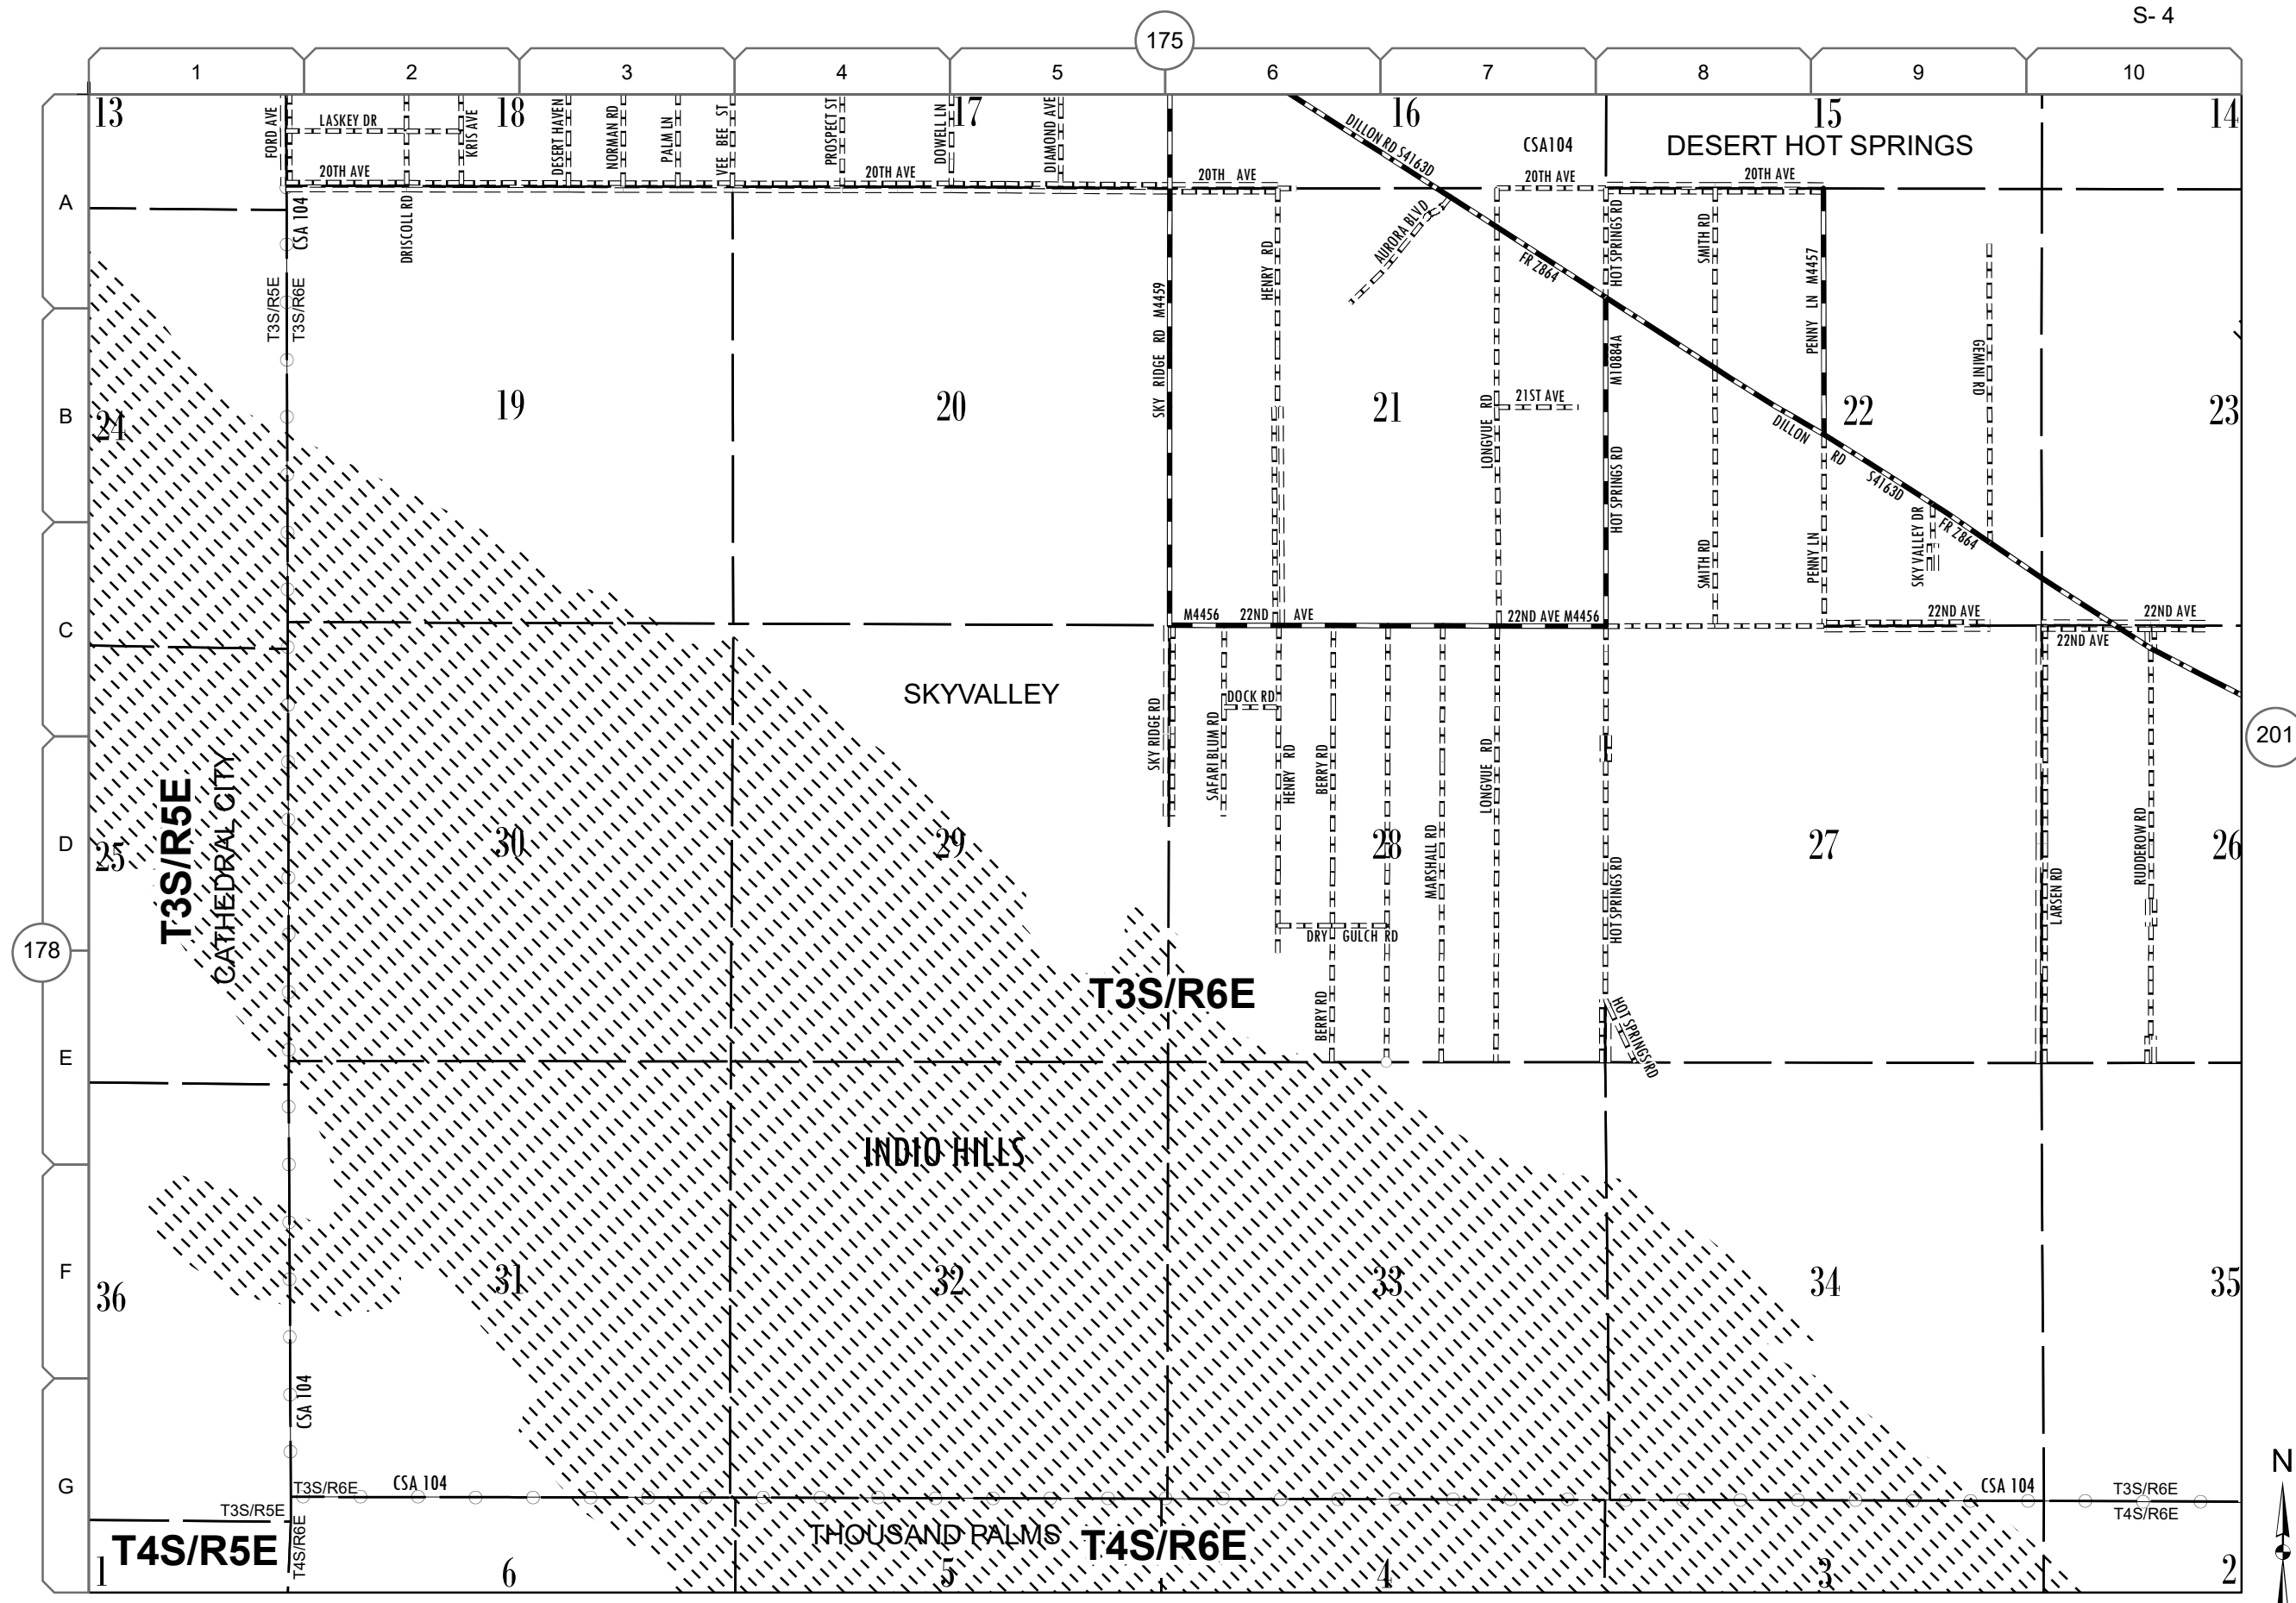 S- 4
175
1 2 3 4 5 6 7 8 9 10
13 18 17 16 15 14
FORD AVE
LASKEY DR
KRIS AVE
DESERT HAVEN
NORMAN RD
PALM LN
VEE BEE ST
PROSPECT ST
DOWELL LN
DIAMOND AVE
DILLON RD S4163D
CSA104
DESERT HOT SPRINGS
20TH AVE
20TH AVE
20TH AVE
20TH AVE
20TH AVE
A
CSA 104
DRISCOLL RD
HENRY RD
AURORA BLVD
FR Z864
HOT SPRINGS RD
SMITH RD
PENNY LN M4457
T3S/R5E
T3S/R6E
SKY RIDGE RD M4459
M10884A
GEMINI RD
B
24 19 20 21 22 23
21ST AVE
LONGVUE RD
HOT SPRINGS RD
DILLON RD S4163D
FR Z864
SKY VALLEY DR
SMITH RD
PENNY LN
C
M4456 22ND AVE
22ND AVE M4456
22ND AVE
22ND AVE
22ND AVE
SKYVALLEY
DOCK RD
SKY RIDGE RD
SAFARI BLUM RD
HENRY RD
BERRY RD
LONGVUE RD
201
T3S/R5E
CATHEDRAL CITY
D
25 30 29 28 27 26
MARSHALL RD
HOT SPRINGS RD
LARSEN RD
RUDDEROW RD
178
DRY GULCH RD
T3S/R6E
BERRY RD
HOT SPRINGS RD
E
INDIO HILLS
F
36 31 32 33 34 35
CSA 104
G
T3S/R6E
CSA 104
CSA 104
T3S/R6E
T3S/R5E
T4S/R6E
T4S/R6E
N
T4S/R5E
THOUSAND PALMS
T4S/R6E
1 6 5 4 3 2